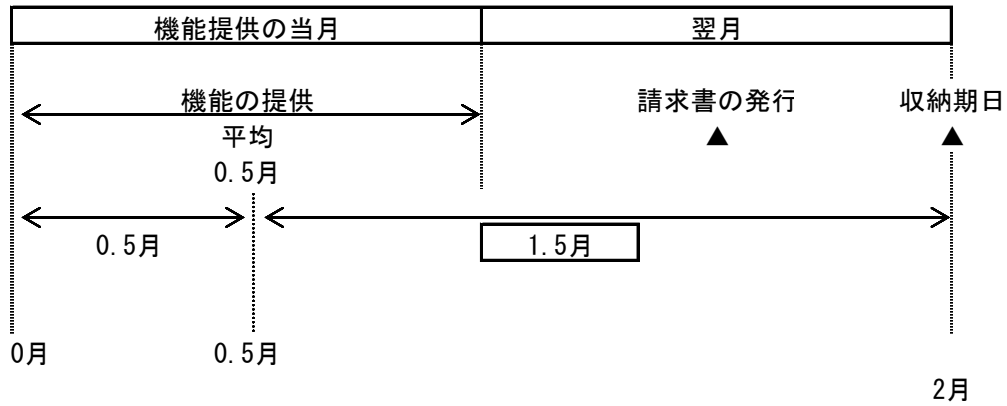 機能提供の当月 翌月
機能の提供 請求書の発行 収納期日
平均 ▲ ▲
0.5月
0.5月 1.5月
0月 0.5月
2月